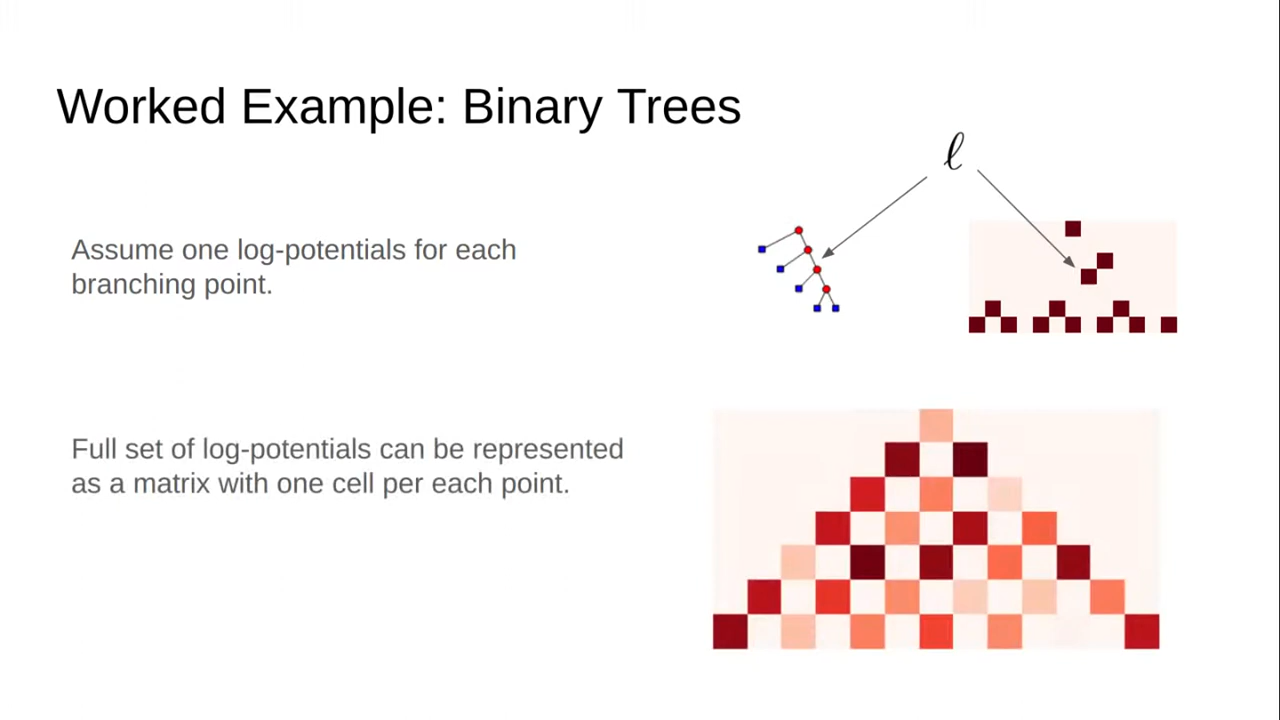 Worked Example: Binary Trees
ℓ
Assume one log-potentials for each
branching point.
Full set of log-potentials can be represented
as a matrix with one cell per each point.